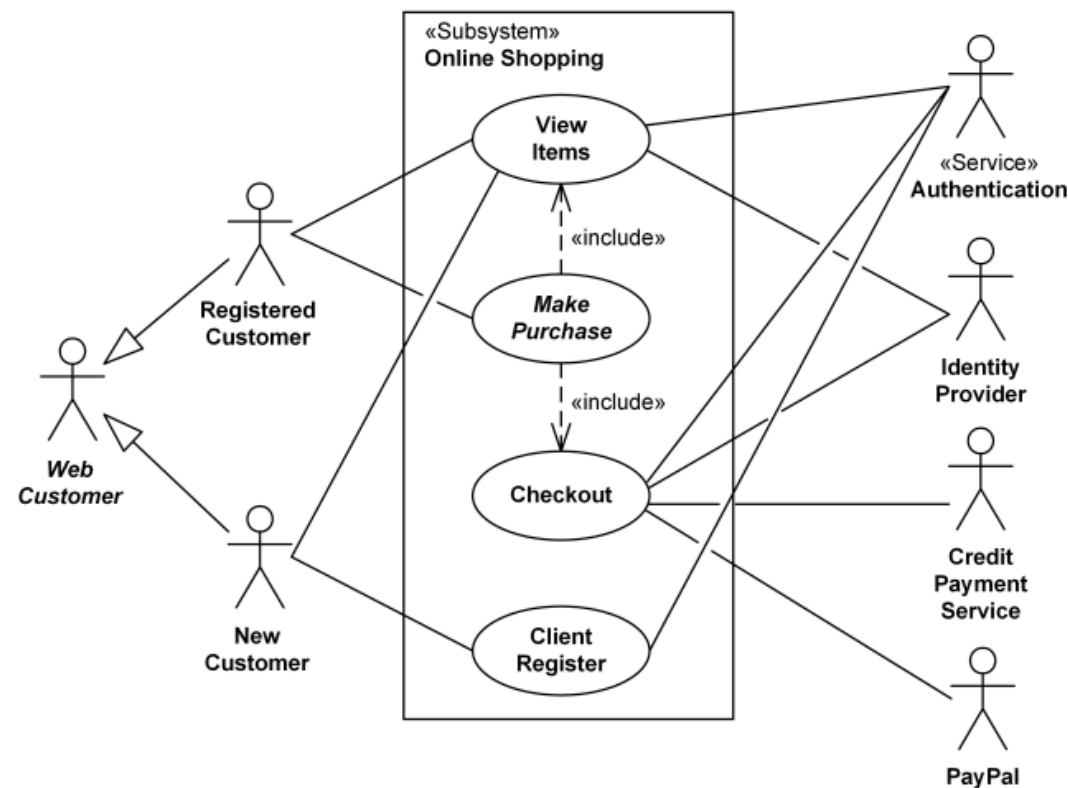 «Subsystem»
Online Shopping
View
Items
«include»
Make
Purchase
«include»
Checkout
Client
Register
Registered
Customer
Web
Customer
New
Customer
«Service»
Authentication
Identity
Provider
Credit
Payment
Service
PayPal